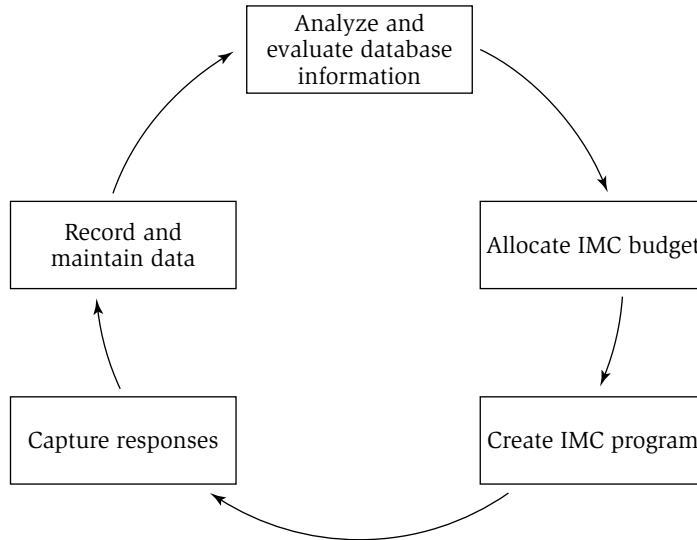 Analyze and
evaluate database
information
Allocate IMC budget
Create IMC program
Capture responses
Record and
maintain data